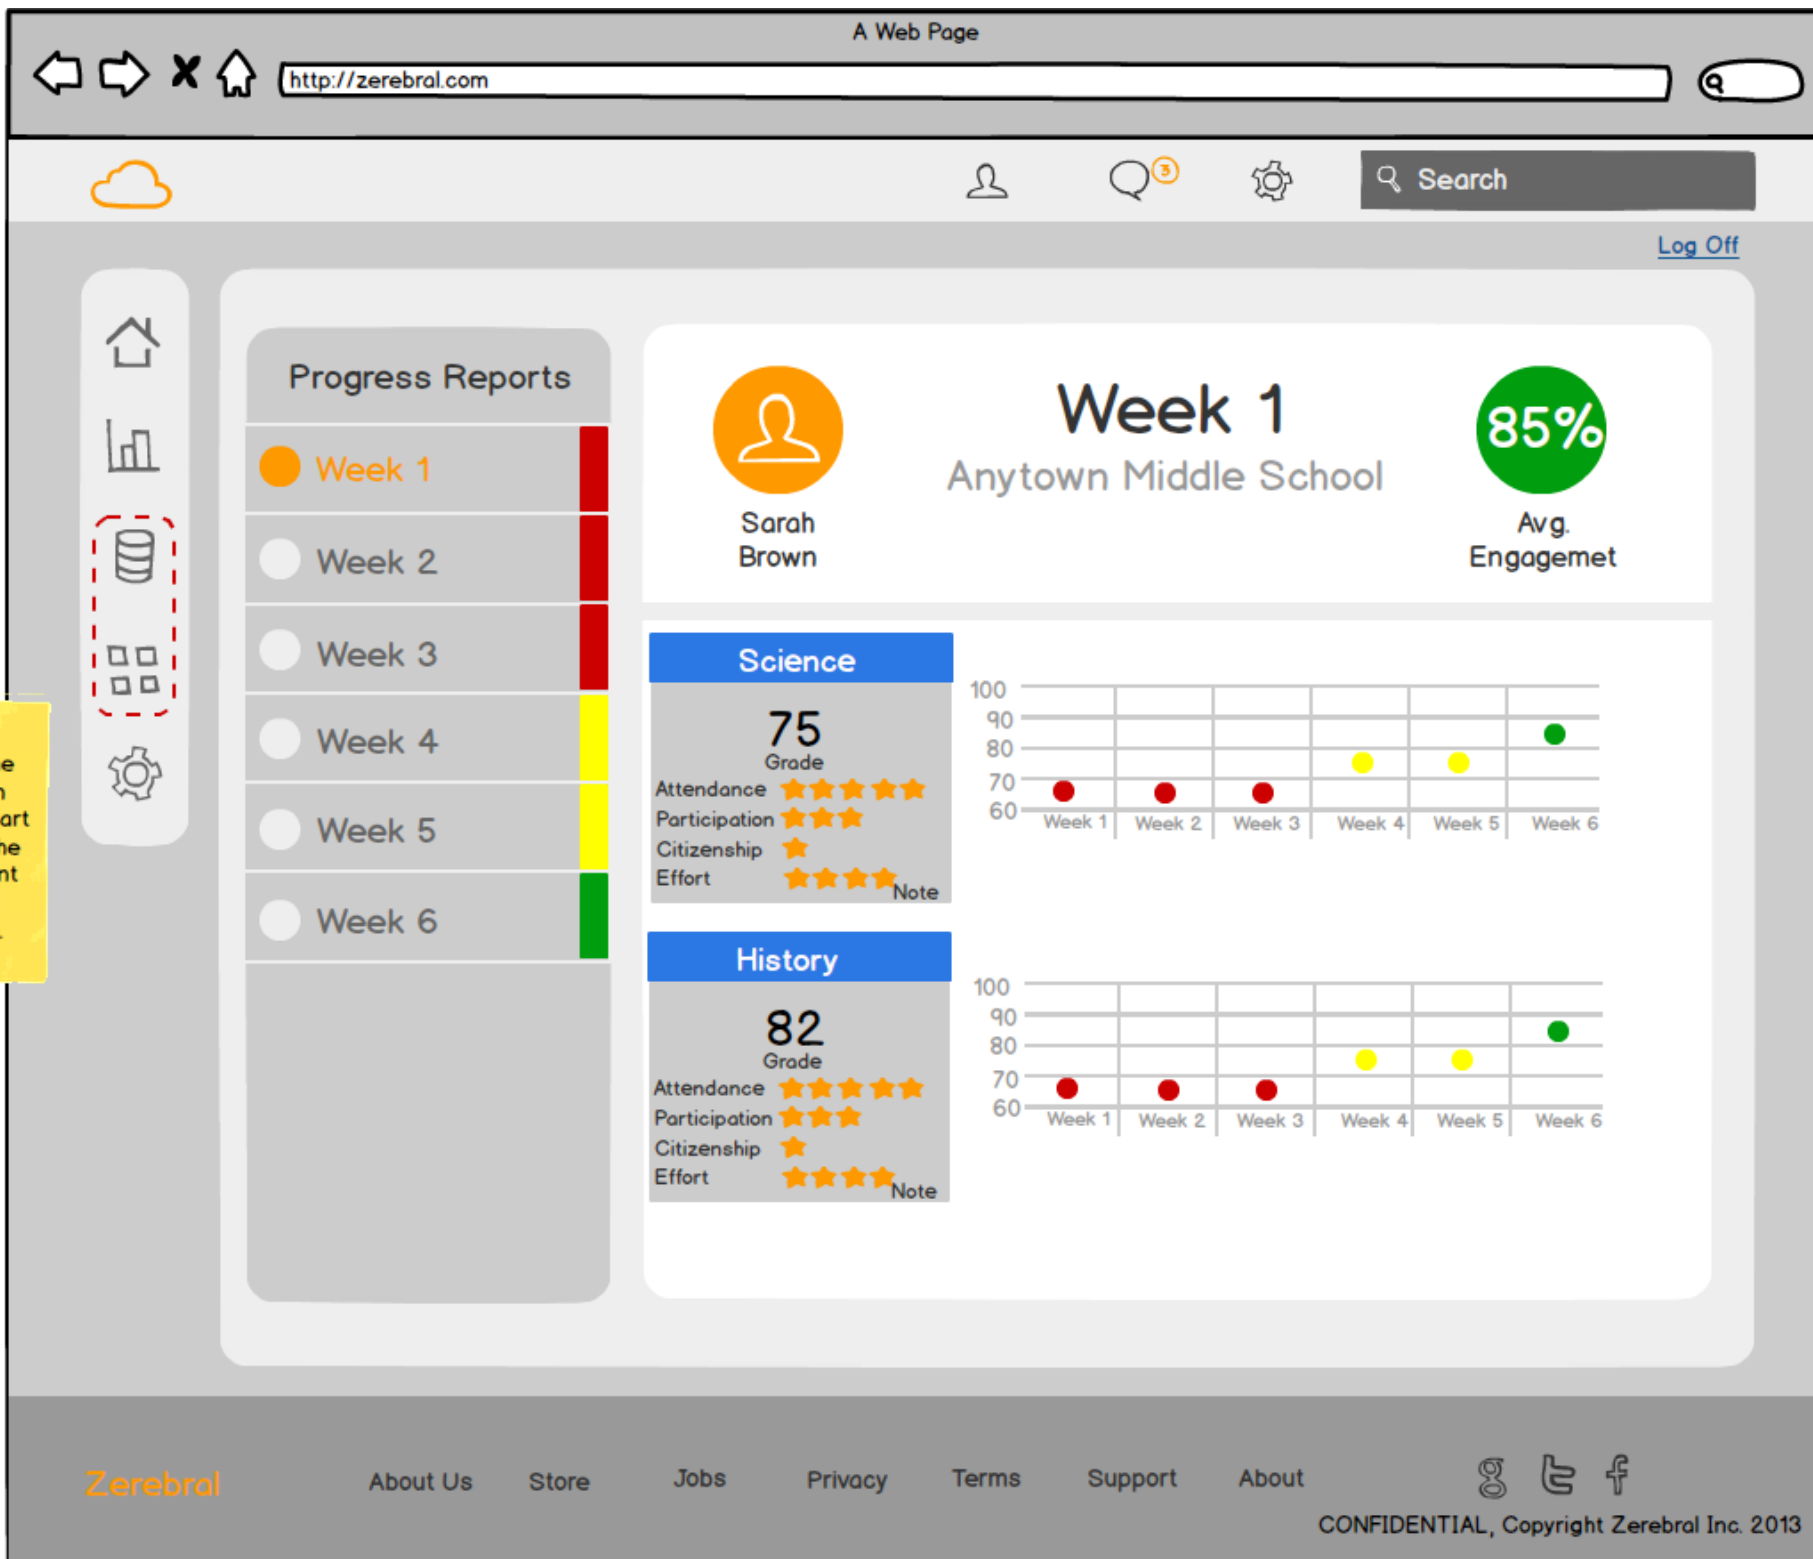 A Web Page
http://zerebral.com
3
Search
Log Off
Progress Reports
Week 1
Week 2
Week 3
Week 4
Week 5
Week 6
Sarah
Brown
Week 1
Anytown Middle School
85%
Avg.
Engagemet
Science
75
Grade
Attendance
Participation
Citizenship
Effort
Note
100
90
80
70
60
Week 1 Week 2 Week 3 Week 4 Week 5 Week 6
History
82
Grade
Attendance
Participation
Citizenship
Effort
Note
100
90
80
70
60
Week 1 Week 2 Week 3 Week 4 Week 5 Week 6
Zerebral About Us Store Jobs Privacy Terms Support About
CONFIDENTIAL, Copyright Zerebral Inc. 2013